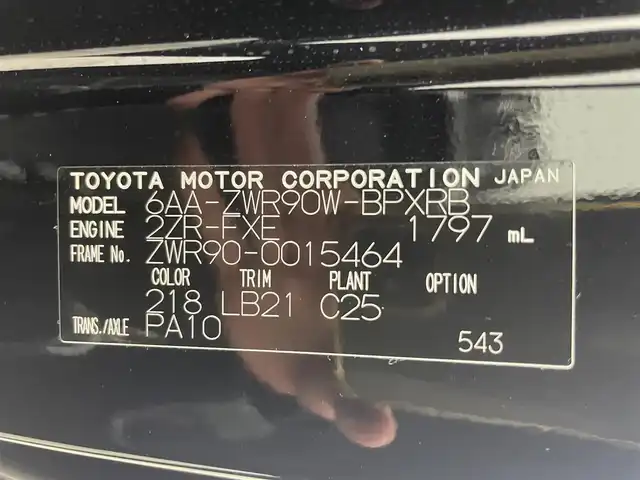 TOYOTA MOTOR CORPORATION JAPAN
MODEL 6AA-ZWR90W-BPXRB
ENGINE 2ZR-FXE 1797 mL
FRAME No. ZWR90-0015464
COLOR TRIM PLANT OPTION
218 LB21 C25
TRANS./AXLE PA10
543